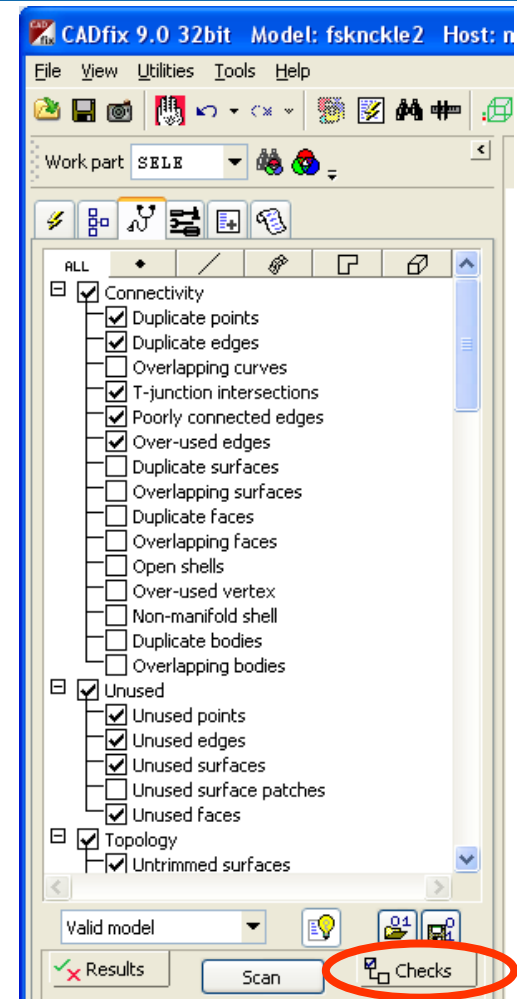 CADfix 9.0 32bit Model: fsknckle2 Host:
File View Utilities Tools Help
Work part SELE
ALL
Connectivity
Duplicate points
Duplicate edges
Overlapping curves
T-junction intersections
Poorly connected edges
Over-used edges
Duplicate surfaces
Overlapping surfaces
Duplicate faces
Overlapping faces
Open shells
Over-used vertex
Non-manifold shell
Duplicate bodies
Overlapping bodies
Unused
Unused points
Unused edges
Unused surfaces
Unused surface patches
Unused faces
Topology
Untrimmed surfaces
Valid model
Results Scan Checks